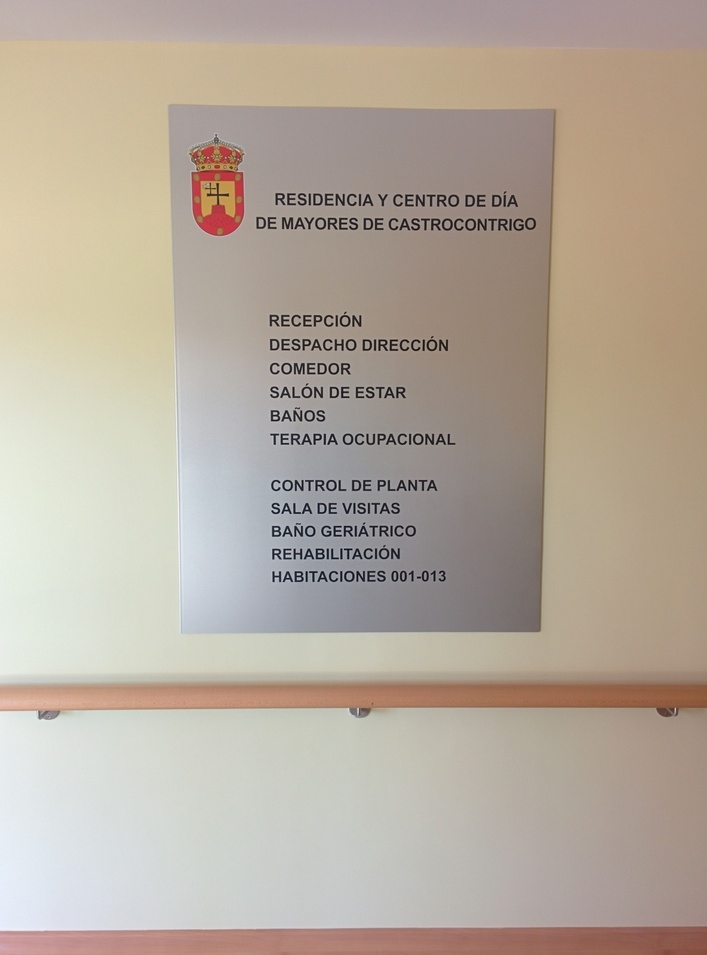 RESIDENCIA Y CENTRO DE DÍA
DE MAYORES DE CASTROCONTRIGO
RECEPCIÓN
DESPACHO DIRECCIÓN
COMEDOR
SALÓN DE ESTAR
BAÑOS
TERAPIA OCUPACIONAL
CONTROL DE PLANTA
SALA DE VISITAS
BAÑO GERIÁTRICO
REHABILITACIÓN
HABITACIONES 001-013